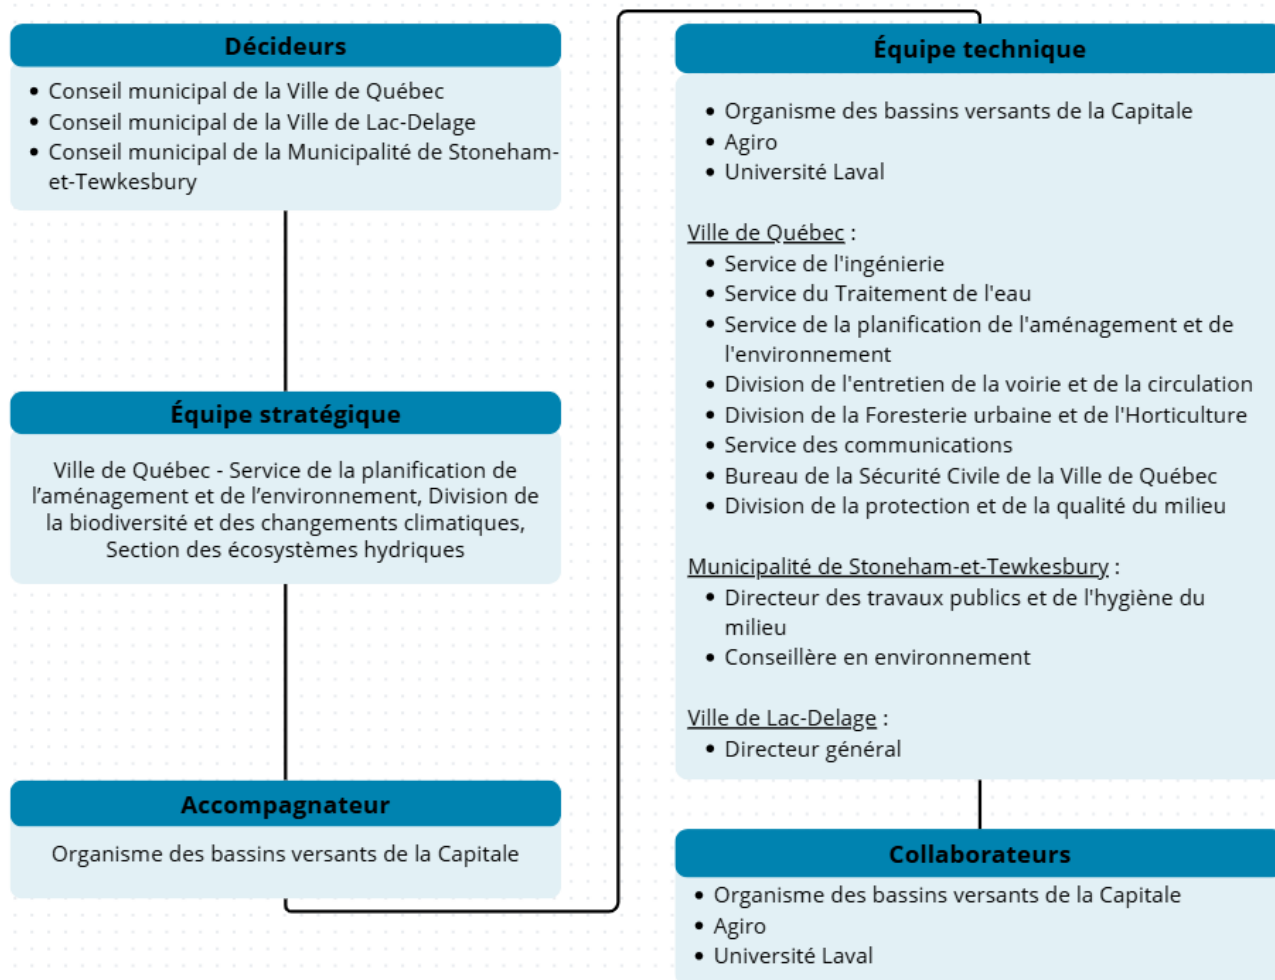 Décideurs
• Conseil municipal de la Ville de Québec
• Conseil municipal de la Ville de Lac-Delage
• Conseil municipal de la Municipalité de Stoneham-
et-Tewkesbury
Équipe stratégique
Ville de Québec - Service de la planification de
l’aménagement et de l’environnement, Division de
la biodiversité et des changements climatiques,
Section des écosystèmes hydriques
Accompagnateur
Organisme des bassins versants de la Capitale
Équipe technique
• Organisme des bassins versants de la Capitale
• Agiro
• Université Laval
Ville de Québec :
• Service de l'ingénierie
• Service du Traitement de l'eau
• Service de la planification de l'aménagement et de
l'environnement
• Division de l'entretien de la voirie et de la circulation
• Division de la Foresterie urbaine et de l'Horticulture
• Service des communications
• Bureau de la Sécurité Civile de la Ville de Québec
• Division de la protection et de la qualité du milieu
Municipalité de Stoneham-et-Tewkesbury :
• Directeur des travaux publics et de l'hygiène du
milieu
• Conseillère en environnement
Ville de Lac-Delage :
• Directeur général
Collaborateurs
• Organisme des bassins versants de la Capitale
• Agiro
• Université Laval